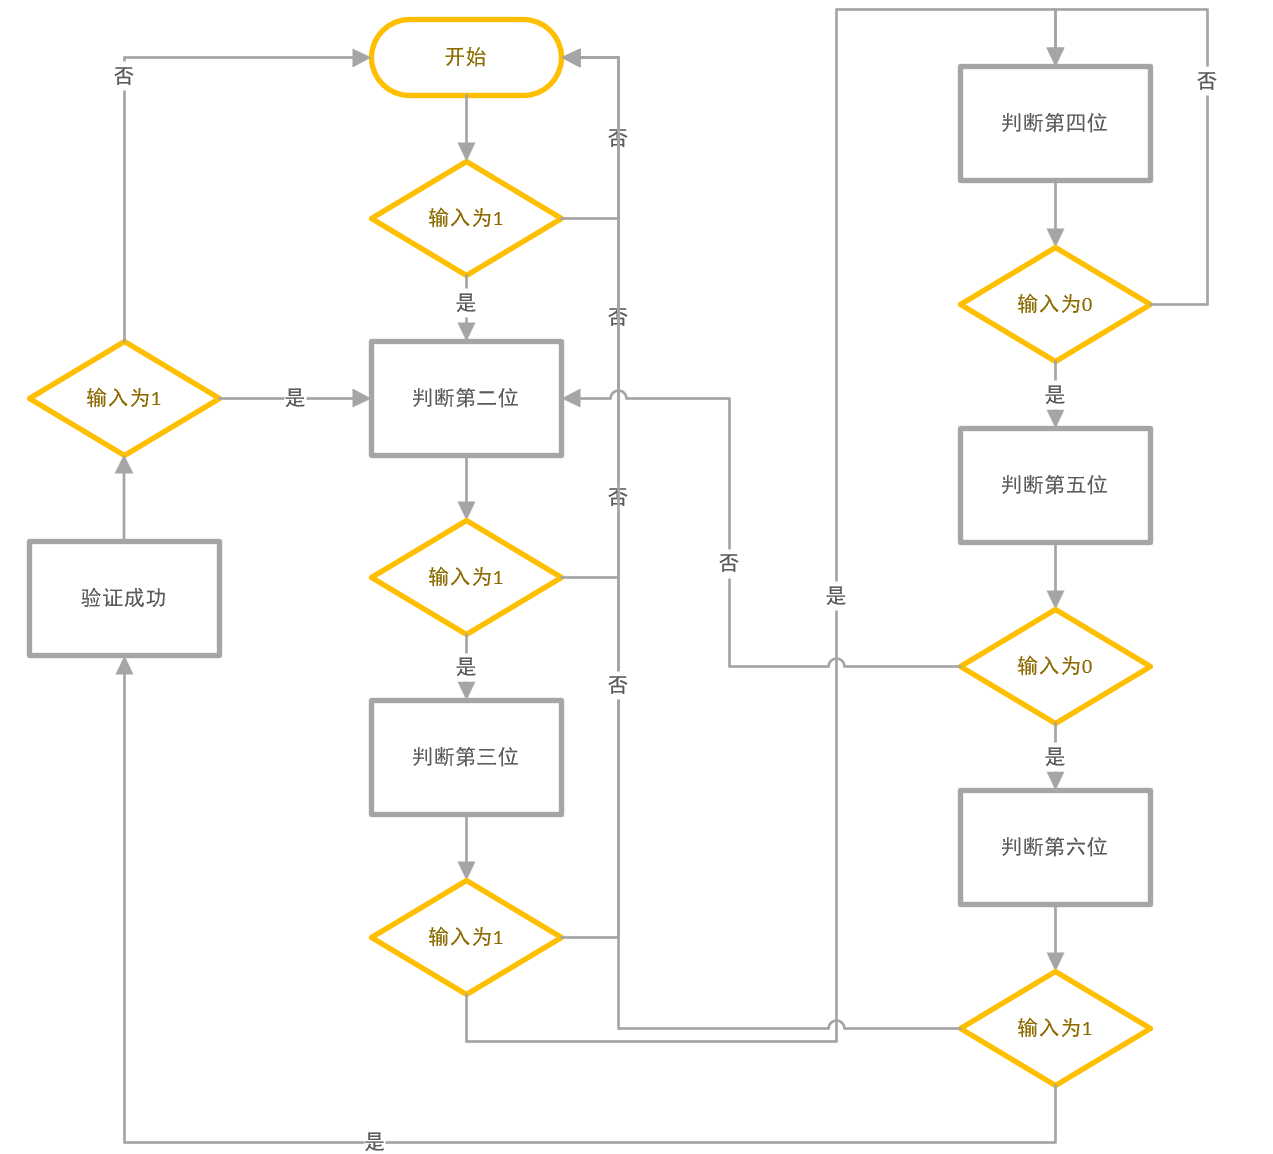 开始
否
输入为1
否
是
输入为1
是
判断第二位
否
输入为1
否
验证成功
是
判断第三位
否
输入为1
是
否
判断第四位
否
输入为0
是
判断第五位
输入为0
是
判断第六位
输入为1
是